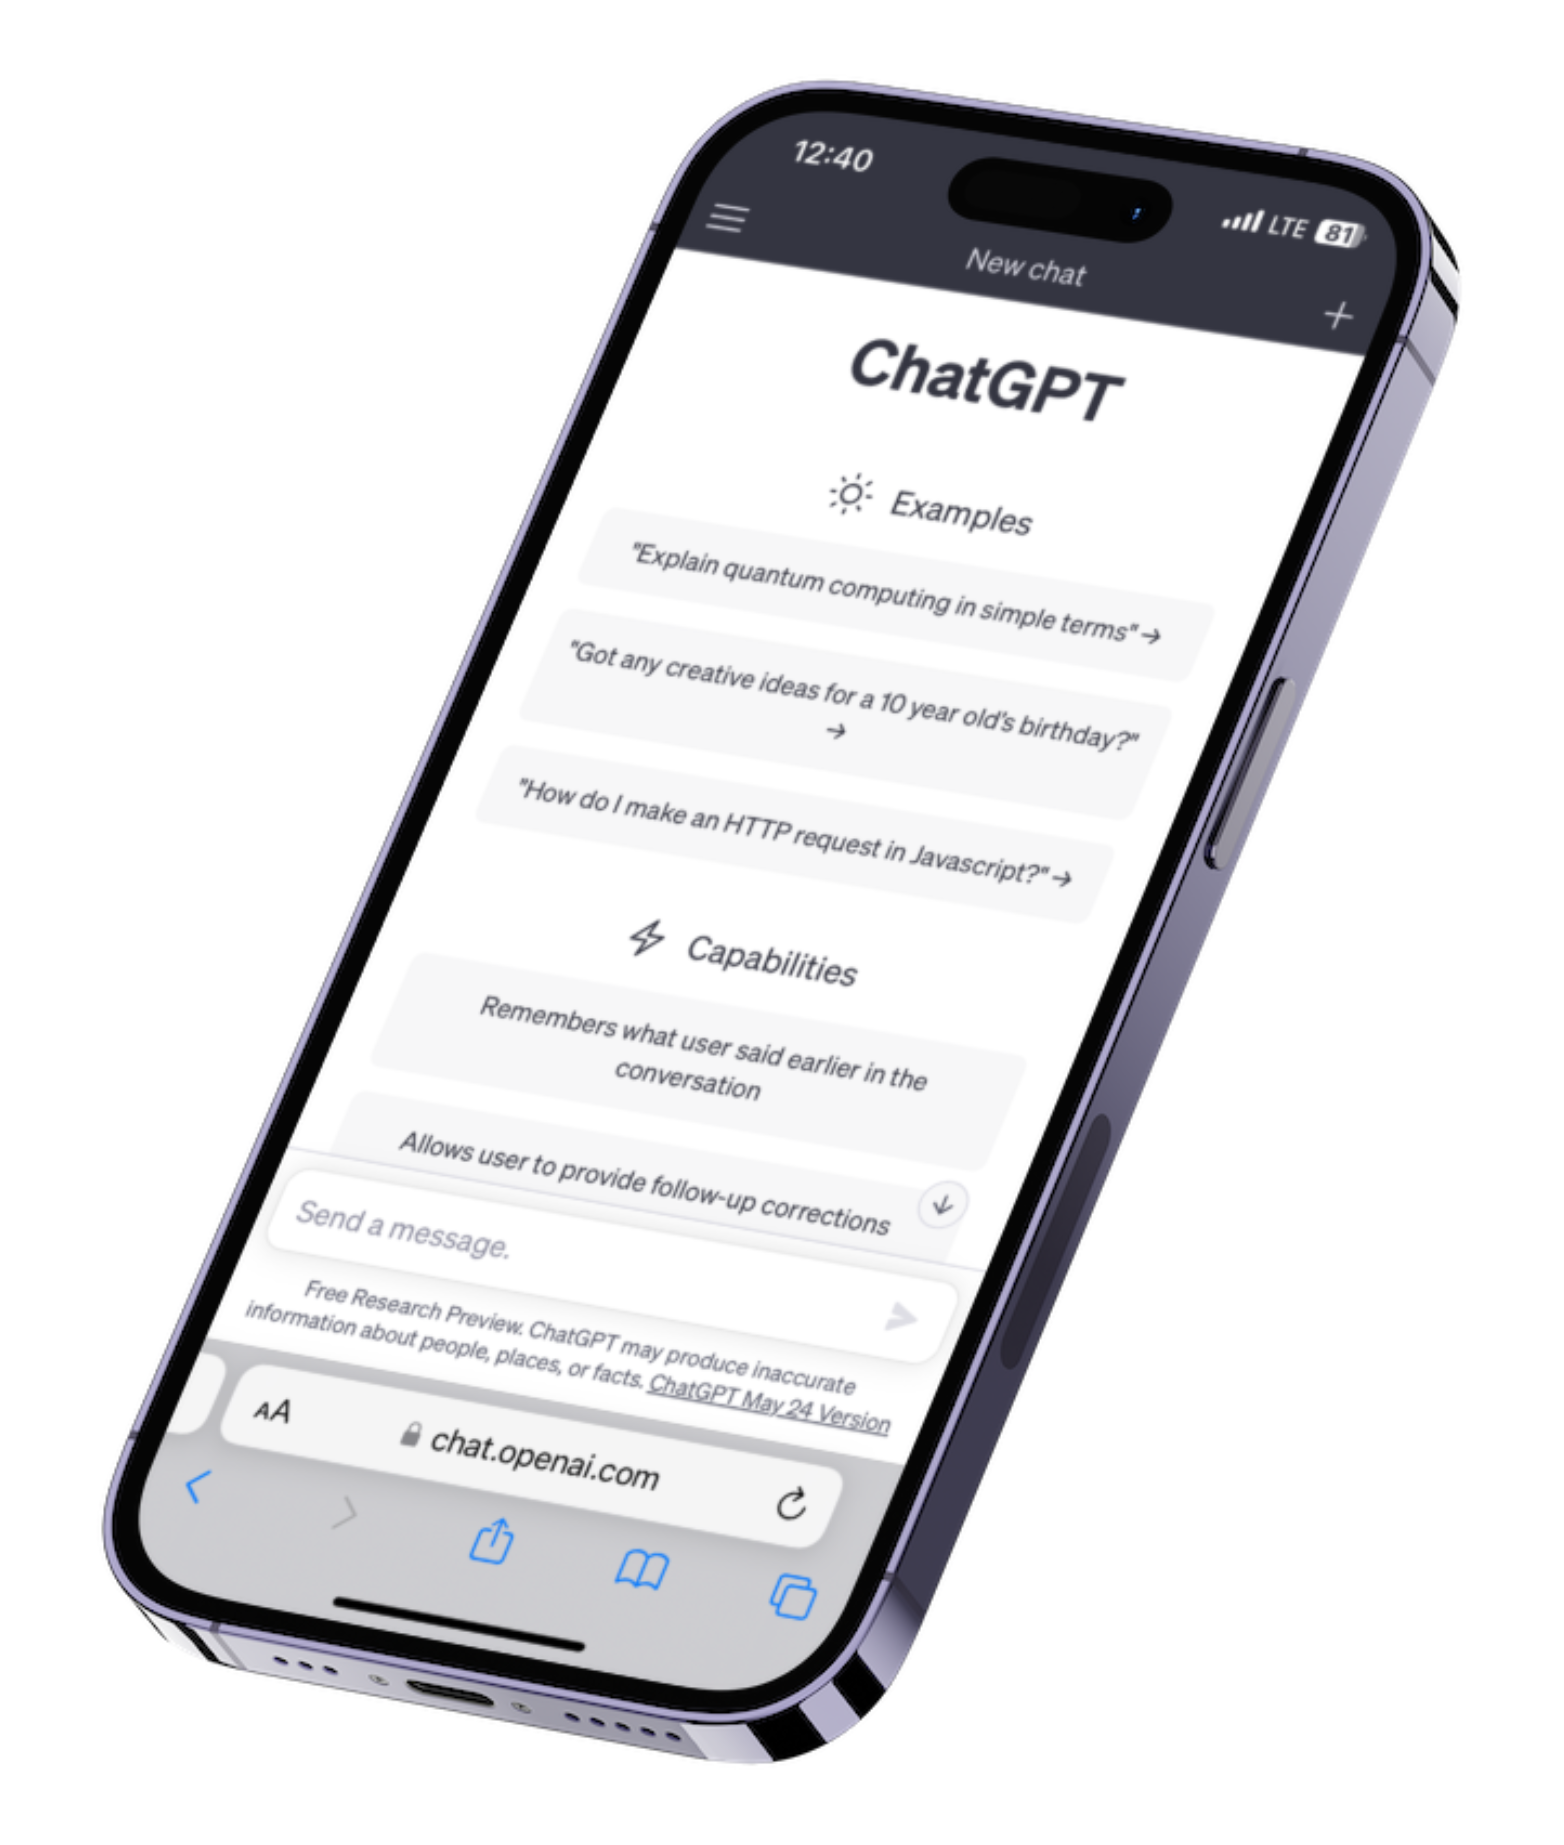 12:40
LTE 81
New chat
ChatGPT
Examples
"Explain quantum computing in simple terms" →
"Got any creative ideas for a 10 year old's birthday?"
→
"How do I make an HTTP request in Javascript?" →
Capabilities
Remembers what user said earlier in the
conversation
Allows user to provide follow-up corrections
Send a message.
Free Research Preview. ChatGPT may produce inaccurate
information about people, places, or facts. ChatGPT May 24 Version
AA chat.openai.com